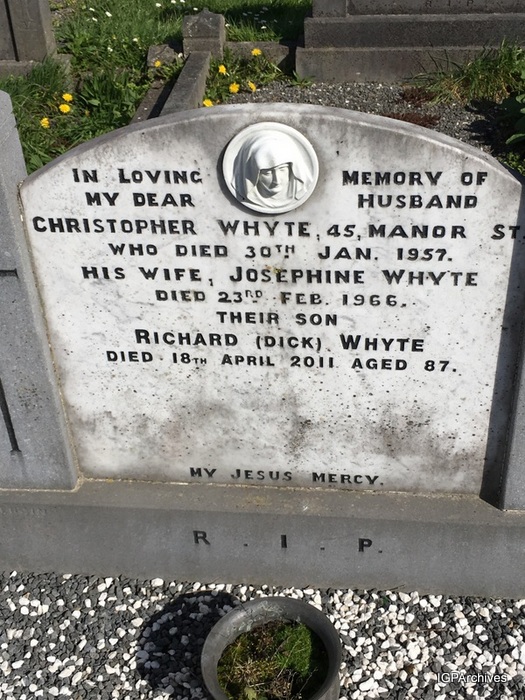 IN LOVING MEMORY OF
MY DEAR HUSBAND
CHRISTOPHER WHYTE, 45, MANOR ST.
WHO DIED 30TH JAN. 1957.
HIS WIFE, JOSEPHINE WHYTE
DIED 23RD FEB. 1966.
THEIR SON
RICHARD (DICK) WHYTE
DIED 18TH APRIL 2011 AGED 87.
MY JESUS MERCY.
R. I. P.
IGPArchives